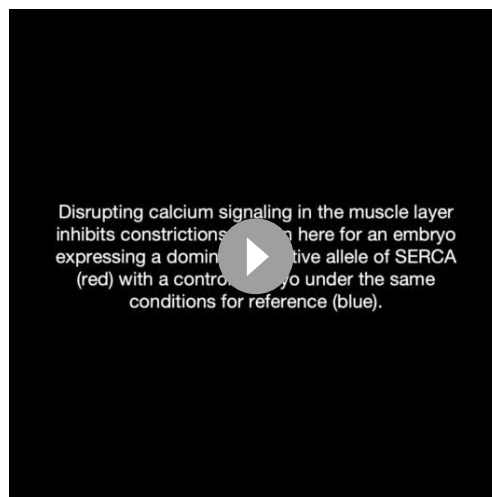 Disrupting calcium signaling in the muscle layer
inhibits constrictions here for an embryo
expressing a allele of SERCA
(red) with a under the same
conditions for reference (blue).